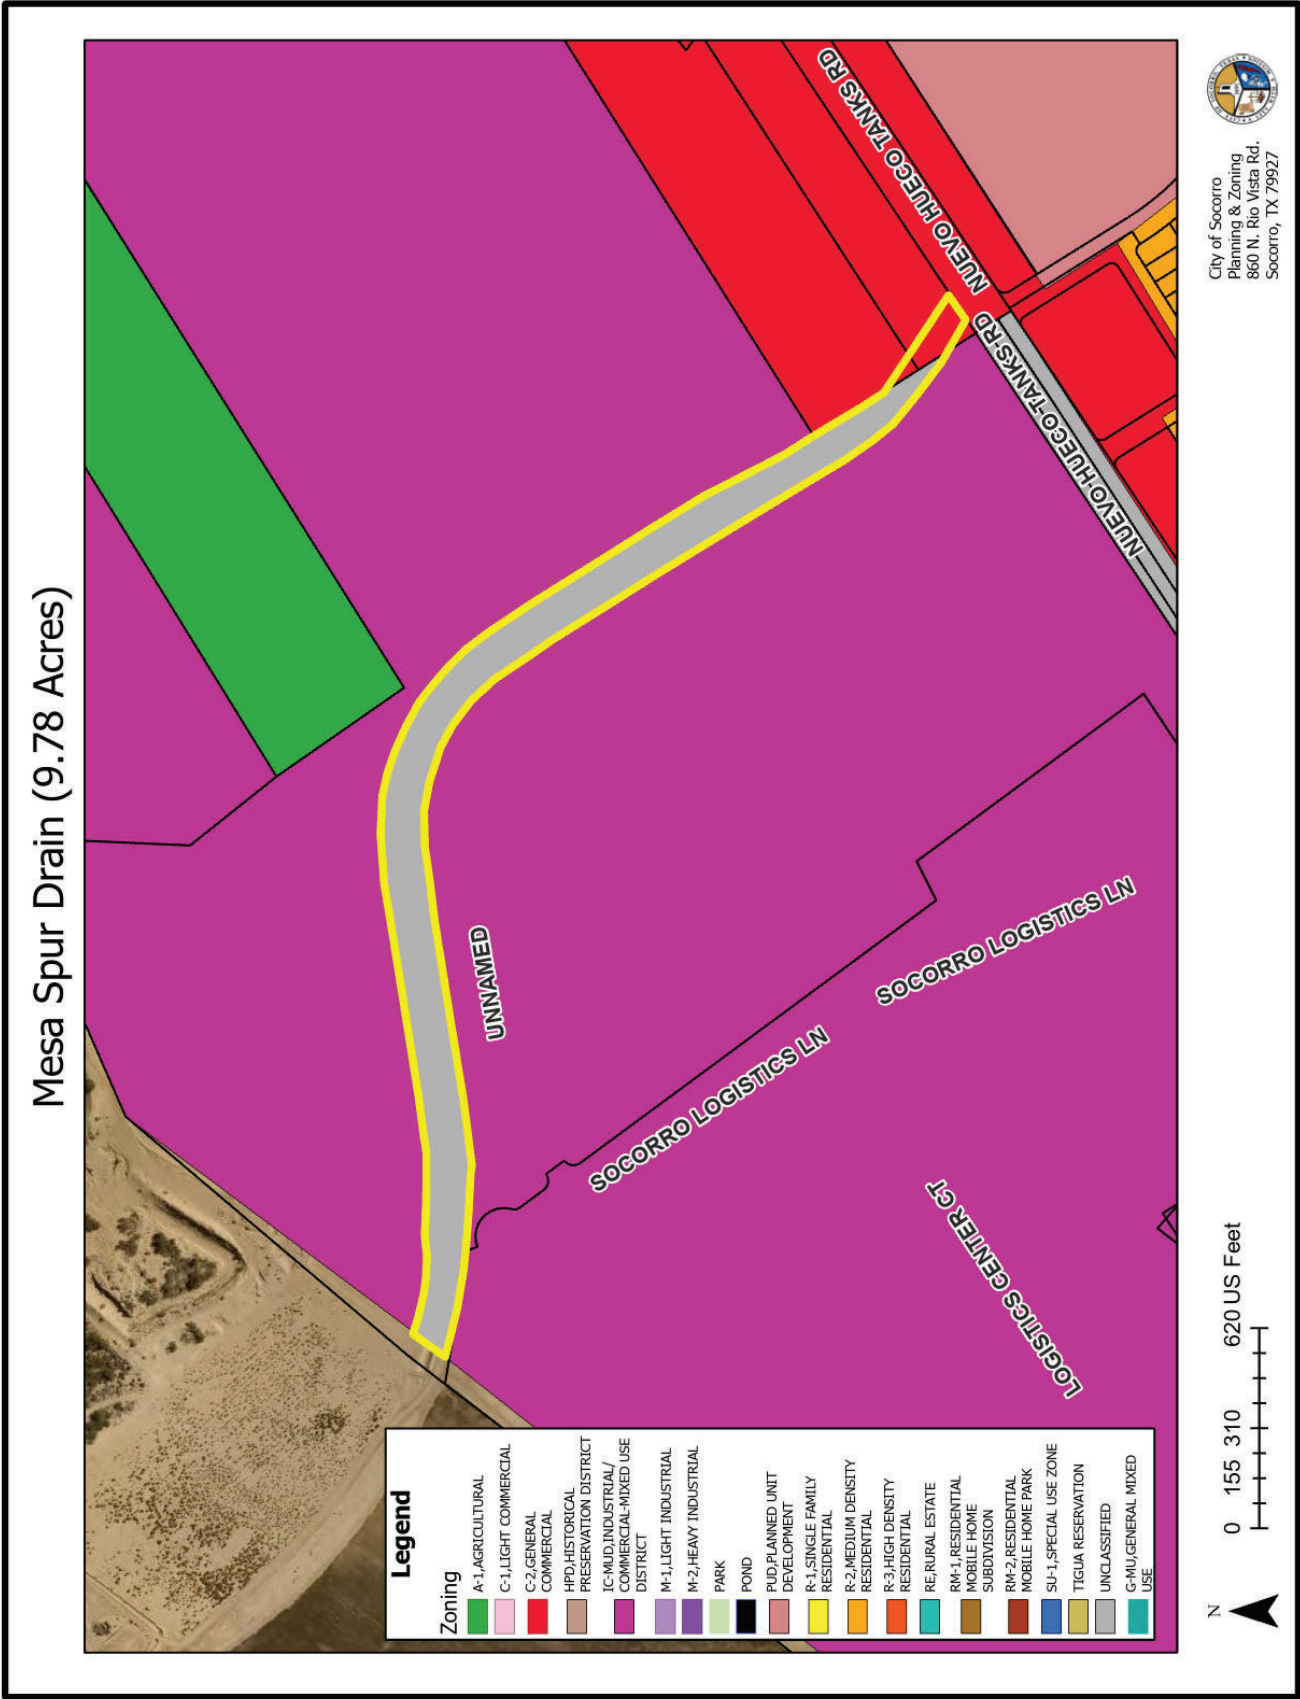 Mesa Spur Drain (9.78 Acres)
NUEVO HUECO TANKS RD
NUEVO-HUECO-TANKS-RD
UNNAMED
SOCORRO LOGISTICS LN
SOCORRO LOGISTICS LN
LOGISTICS CENTER CT
Legend
Zoning
A-1,AGRICULTURAL
C-1,LIGHT COMMERCIAL
C-2,GENERAL
COMMERCIAL
HPD,HISTORICAL
PRESERVATION DISTRICT
IC-MUD,INDUSTRIAL/
COMMERCIAL-MIXED USE
DISTRICT
M-1,LIGHT INDUSTRIAL
M-2,HEAVY INDUSTRIAL
PARK
POND
PUD,PLANNED UNIT
DEVELOPMENT
R-1,SINGLE FAMILY
RESIDENTIAL
R-2,MEDIUM DENSITY
RESIDENTIAL
R-3,HIGH DENSITY
RESIDENTIAL
RE,RURAL ESTATE
RM-1,RESIDENTIAL
MOBILE HOME
SUBDIVISION
RM-2,RESIDENTIAL
MOBILE HOME PARK
SU-1,SPECIAL USE ZONE
TIGUA RESERVATION
UNCLASSIFIED
G-MU,GENERAL MIXED
USE
N
0 155 310 620 US Feet
City of Socorro
Planning & Zoning
860 N. Rio Vista Rd.
Socorro, TX 79927